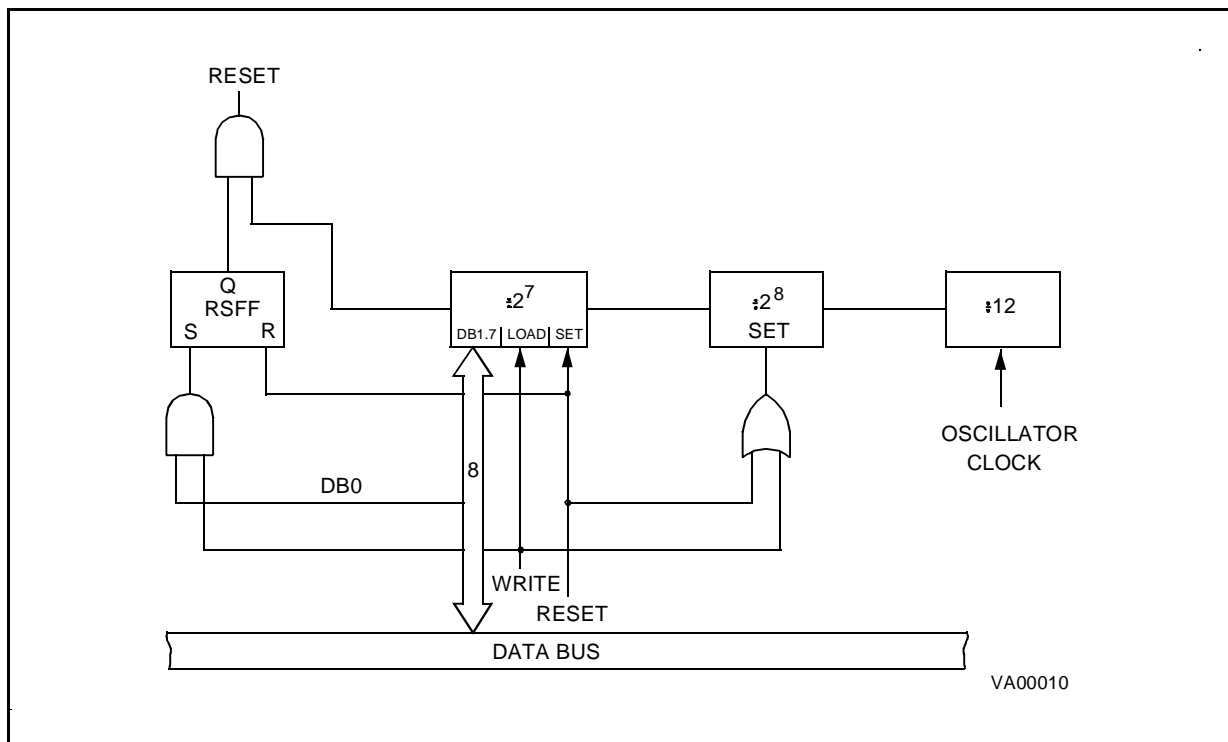 RESET
Q
RSFF
S R
÷2^7
DB1.7 LOAD SET
÷2^8
SET
÷12
OSCILLATOR
CLOCK
8
DB0
WRITE
RESET
DATA BUS
VA00010